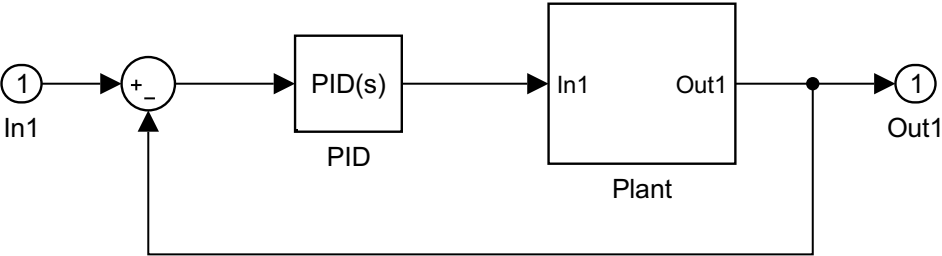 1
In1
+
−
PID(s)
PID
In1 Out1
Plant
1
Out1